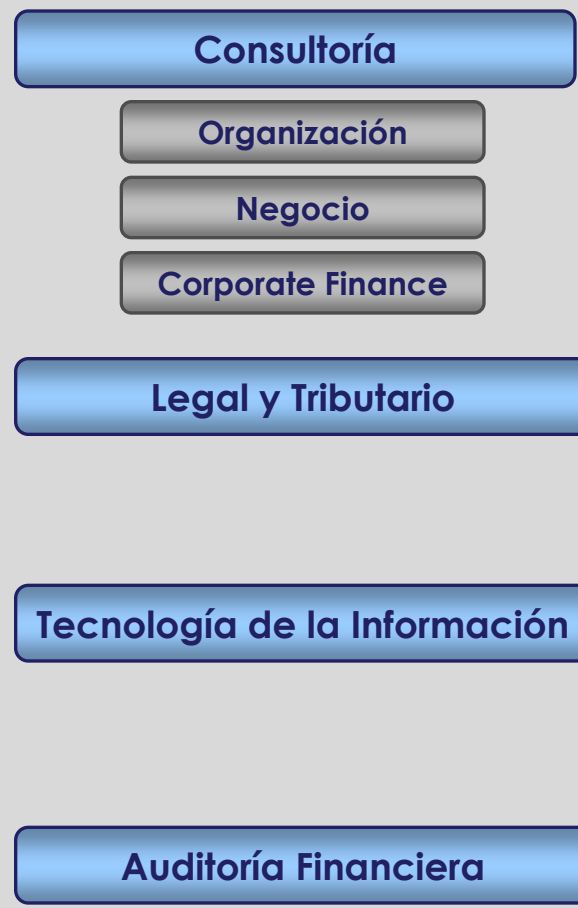 Consultoría
Organización
Negocio
Corporate Finance
Legal y Tributario
Tecnología de la Información
Auditoría Financiera